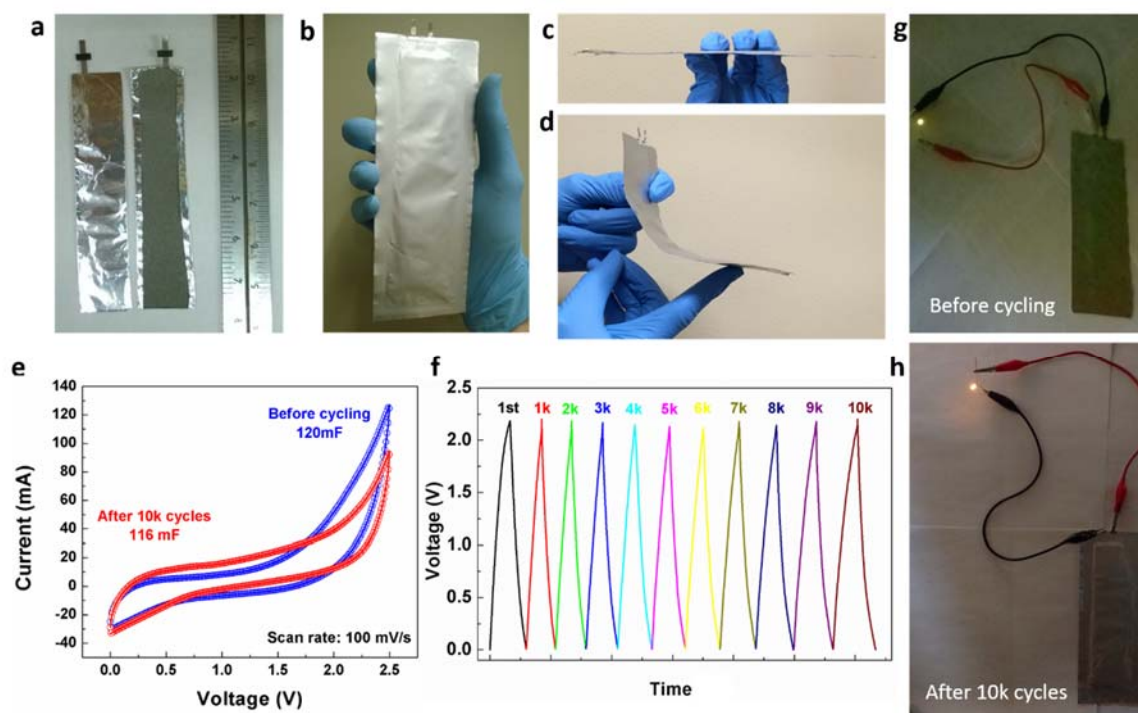 a
b
c
d
g
Before cycling
e
140
120
100
80
60
40
20
0
-20
-40
Current (mA)
Before cycling
120mF
After 10k cycles
116 mF
Scan rate: 100 mV/s
0.0 0.5 1.0 1.5 2.0 2.5
Voltage (V)
f
2.5
2.0
1.5
1.0
0.5
0.0
Voltage (V)
1st 1k 2k 3k 4k 5k 6k 7k 8k 9k 10k
Time
h
After 10k cycles